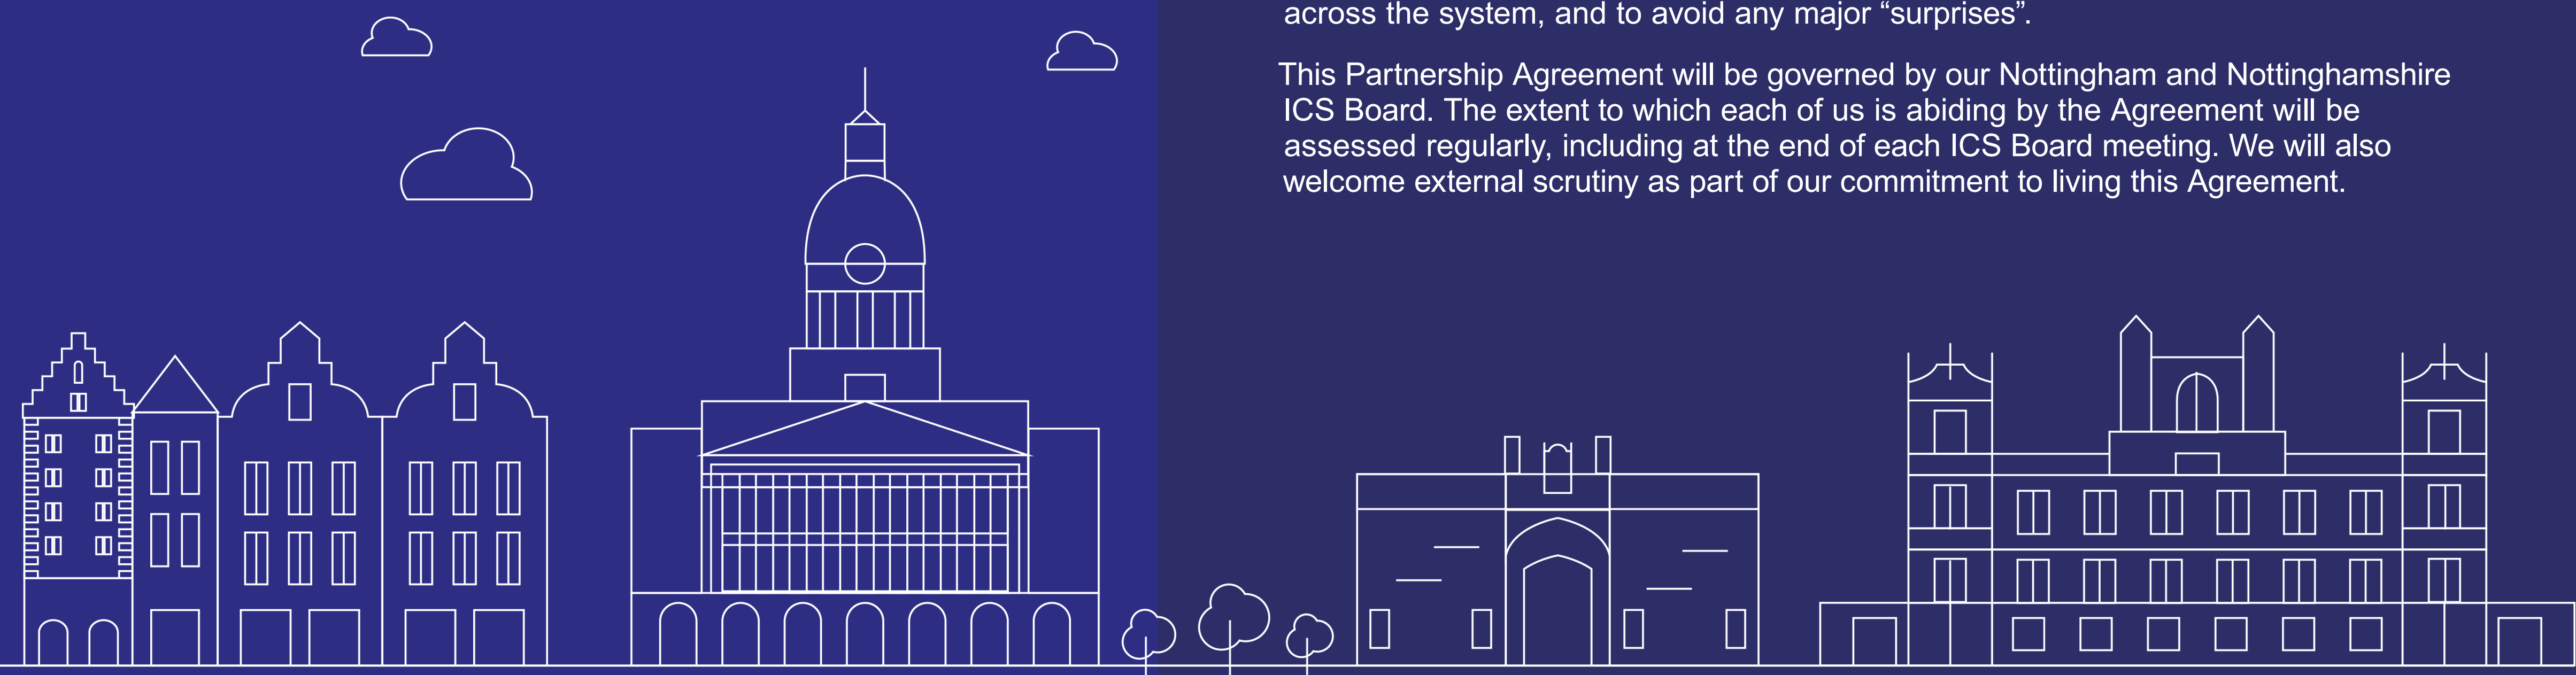 across the system, and to avoid any major “surprises”.
This Partnership Agreement will be governed by our Nottingham and Nottinghamshire
ICS Board. The extent to which each of us is abiding by the Agreement will be
assessed regularly, including at the end of each ICS Board meeting. We will also
welcome external scrutiny as part of our commitment to living this Agreement.